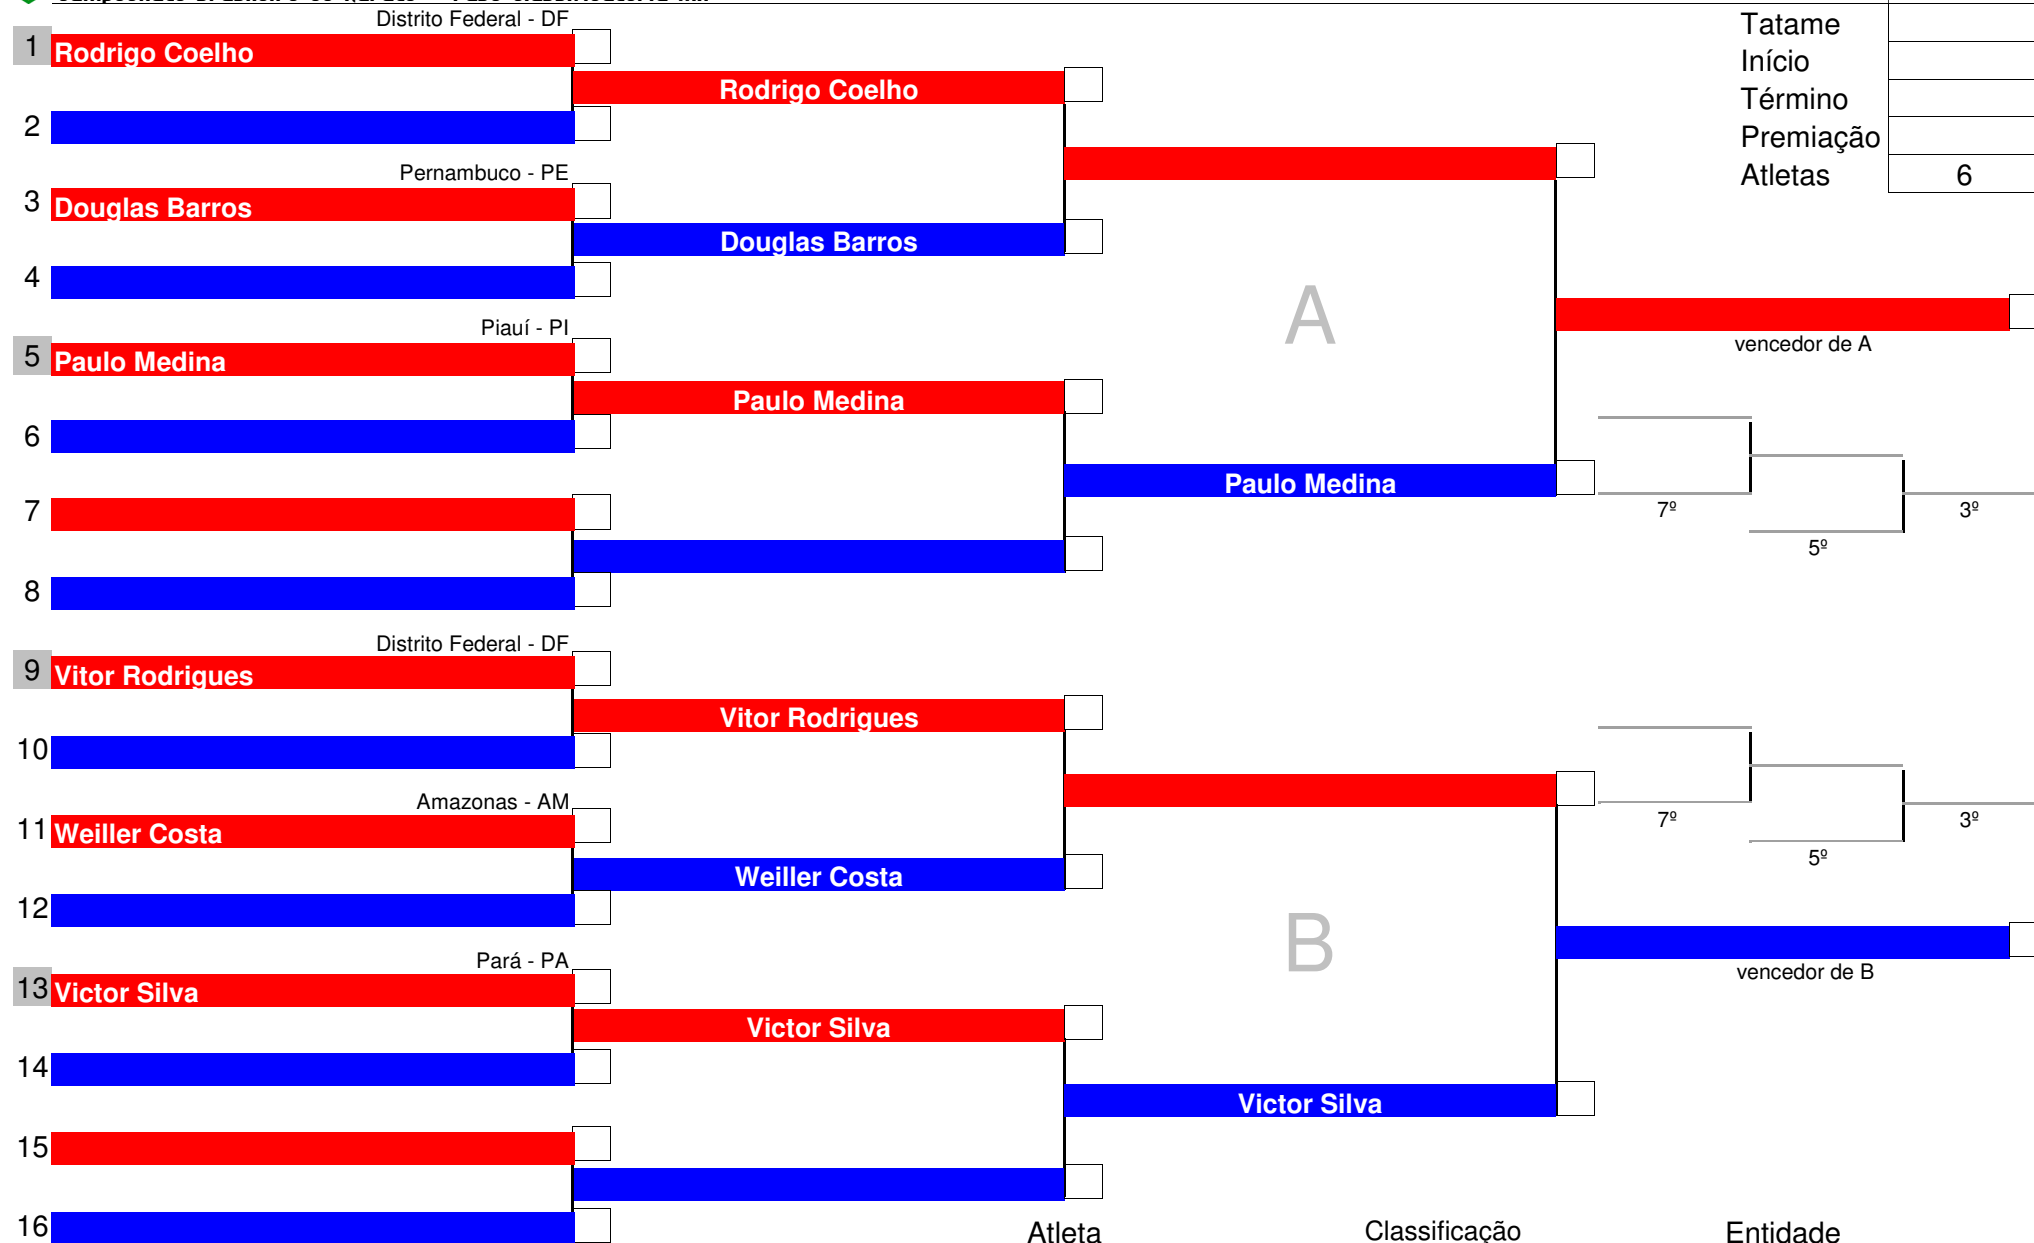 Distrito Federal - DF
1 Rodrigo Coelho
Rodrigo Coelho
2
Pernambuco - PE
3 Douglas Barros
Douglas Barros
4
Piauí - PI
5 Paulo Medina
Paulo Medina
6
Paulo Medina
7
8
Distrito Federal - DF
9 Vitor Rodrigues
Vitor Rodrigues
10
Amazonas - AM
11 Weiller Costa
Weiller Costa
12
Pará - PA
13 Victor Silva
Victor Silva
14
Victor Silva
15
16
A
B
Tatame
Início
Término
Premiação
Atletas 6
vencedor de A
7º
3º
5º
7º
3º
5º
vencedor de B
Atleta Classificação Entidade